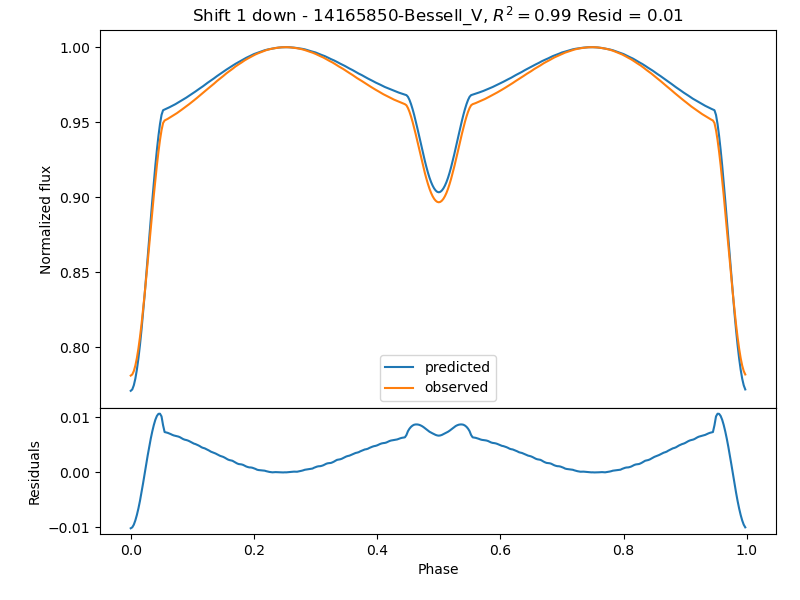 Shift 1 down - 14165850-Bessell_V, R² = 0.99 Resid = 0.01
1.00
0.95
0.90
0.85
0.80
Normalized flux
predicted
observed
0.01
0.00
−0.01
Residuals
0.0 0.2 0.4 0.6 0.8 1.0
Phase